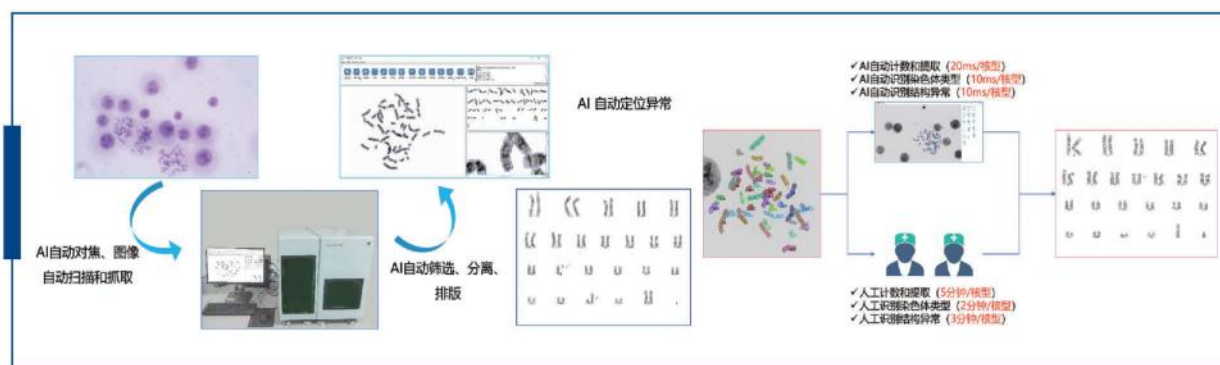 AI自动对焦、图像
自动扫描和抓取
AI自动筛选、分离、
排版
AI 自动定位异常
✓AI自动计数和提取（20ms/核型）
✓AI自动识别染色体类型（10ms/核型）
✓AI自动识别结构异常（10ms/核型）
✓人工计数和提取（5分钟/核型）
✓人工识别染色体类型（2分钟/核型）
✓人工识别结构异常（3分钟/核型）